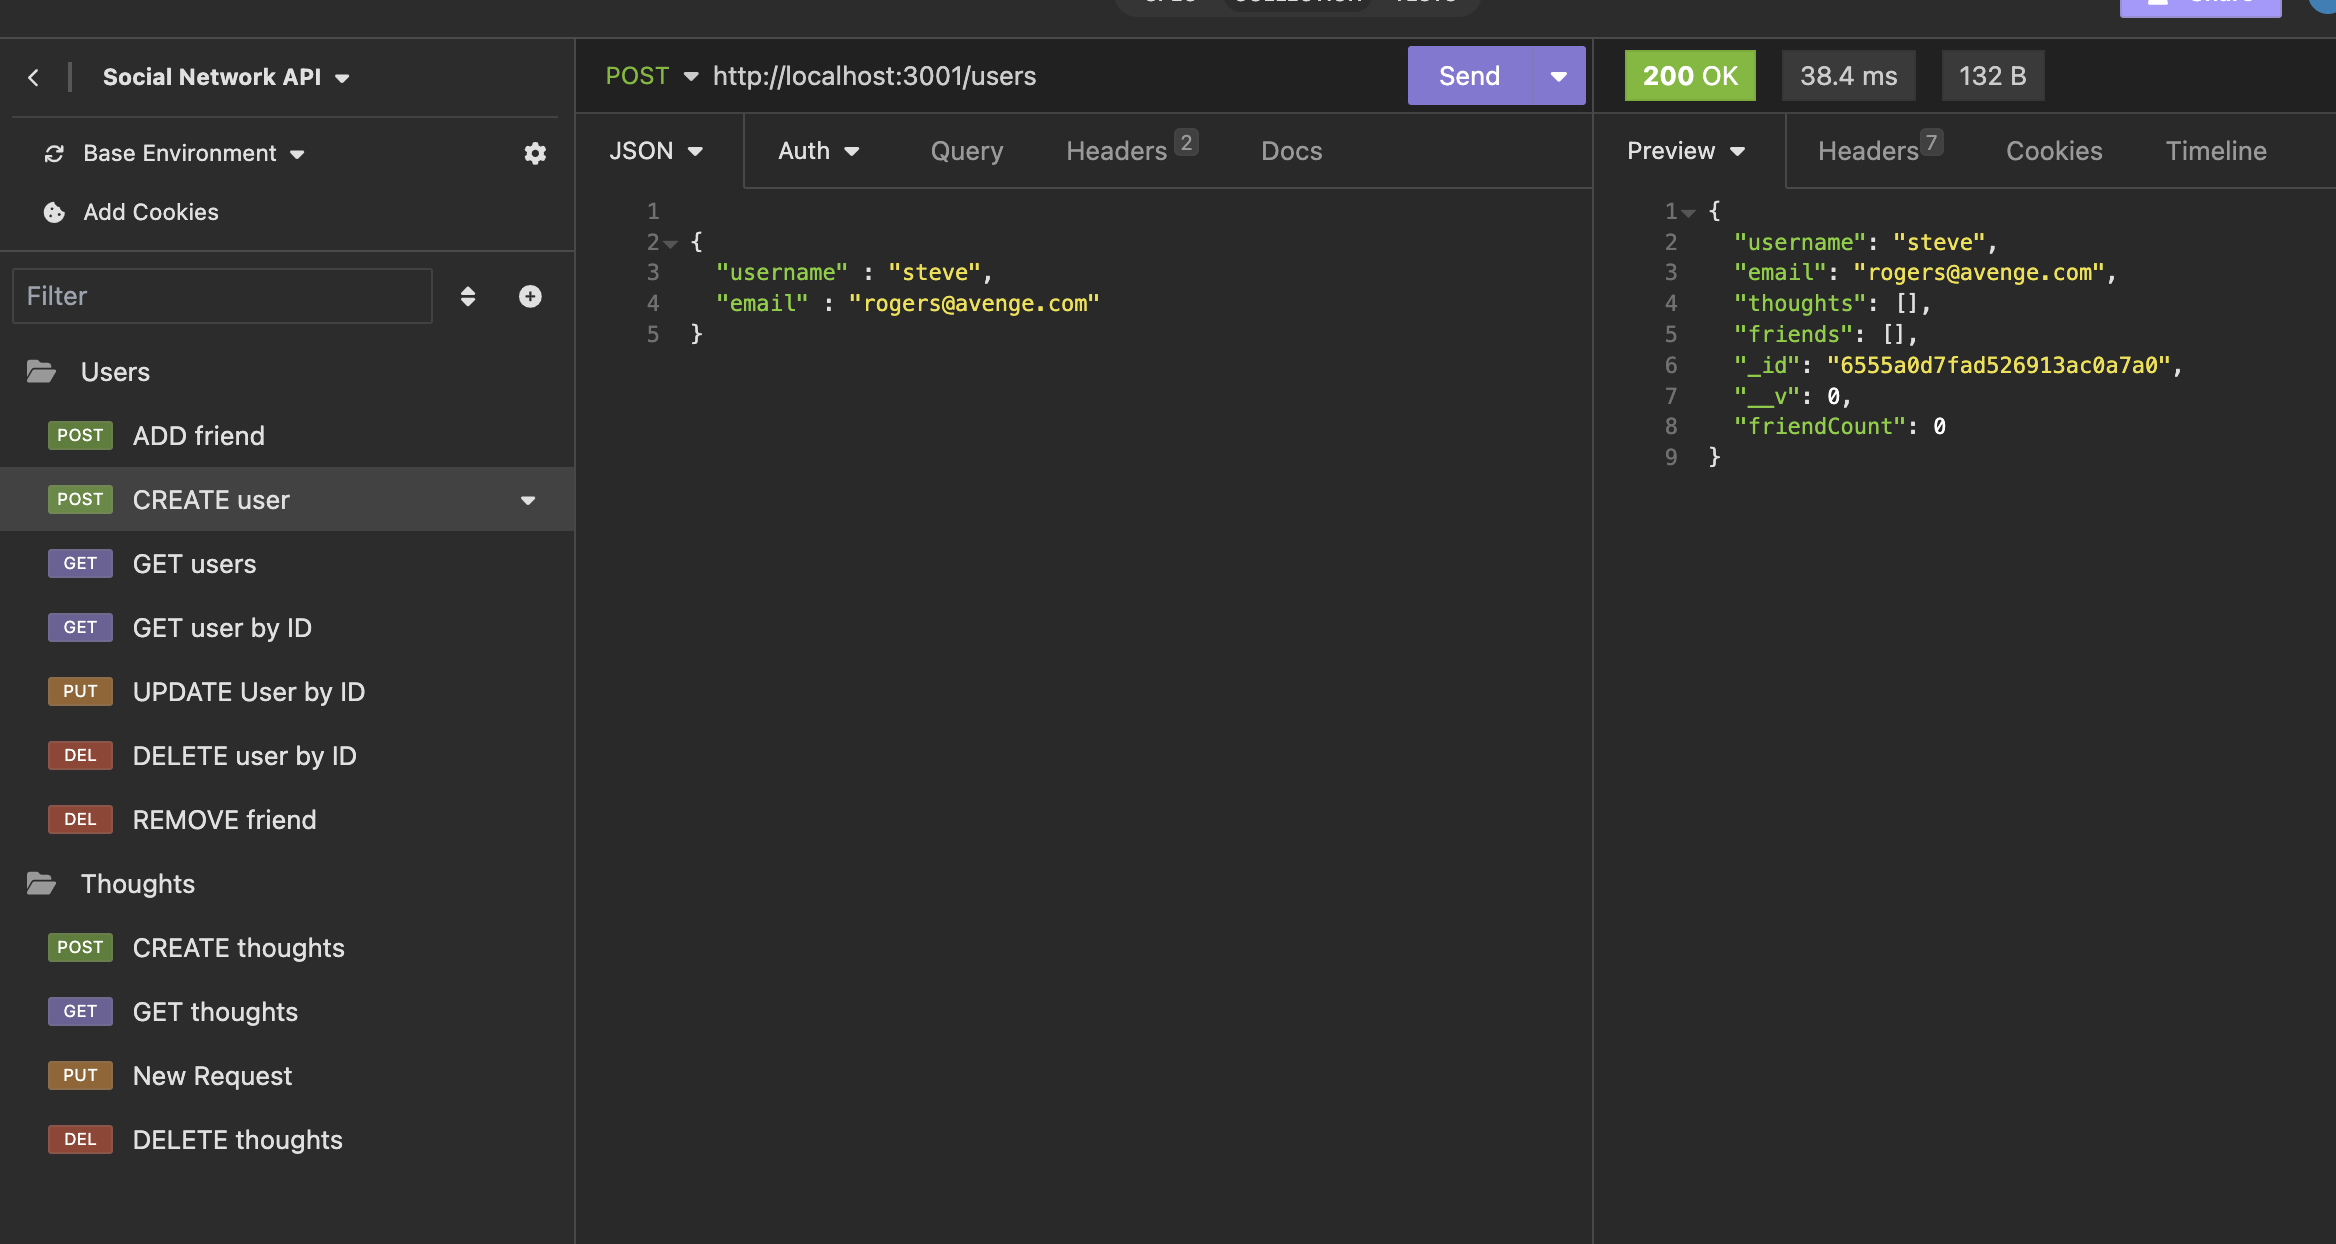 Social Network API
Base Environment
Add Cookies
Filter
Users
POST ADD friend
POST CREATE user
GET GET users
GET GET user by ID
PUT UPDATE User by ID
DEL DELETE user by ID
DEL REMOVE friend
Thoughts
POST CREATE thoughts
GET GET thoughts
PUT New Request
DEL DELETE thoughts
POST http://localhost:3001/users
Send
JSON Auth Query Headers 2 Docs
1
2 {
3 "username" : "steve",
4 "email" : "rogers@avenge.com"
5 }
200 OK 38.4 ms 132 B
Preview Headers 7 Cookies Timeline
1 {
2 "username": "steve",
3 "email": "rogers@avenge.com",
4 "thoughts": [],
5 "friends": [],
6 "_id": "6555a0d7fad526913ac0a7a0",
7 "__v": 0,
8 "friendCount": 0
9 }